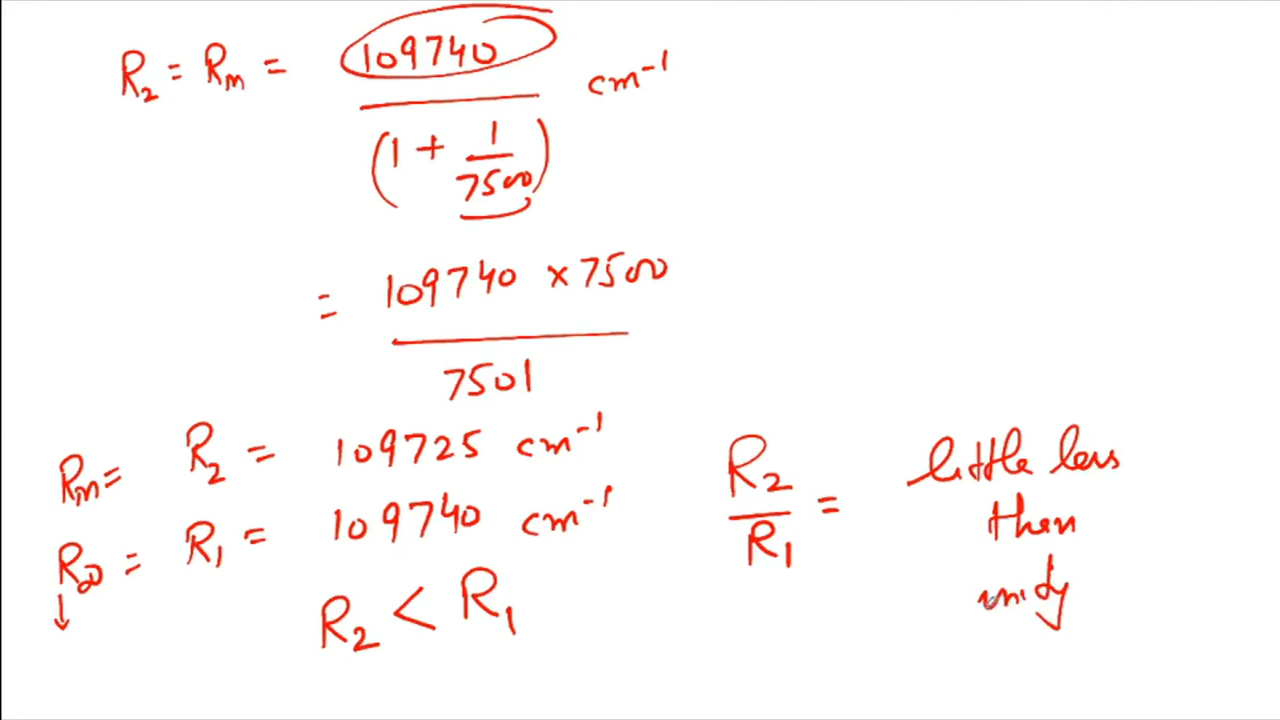 R₂ = Rₘ = 109740 / (1 + 1/7500) cm⁻¹
= 109740 × 7500 / 7501
Rₘ = R₂ = 109725 cm⁻¹
R∞ = R₁ = 109740 cm⁻¹
R₂ < R₁
R₂ / R₁ = little less
then
unity